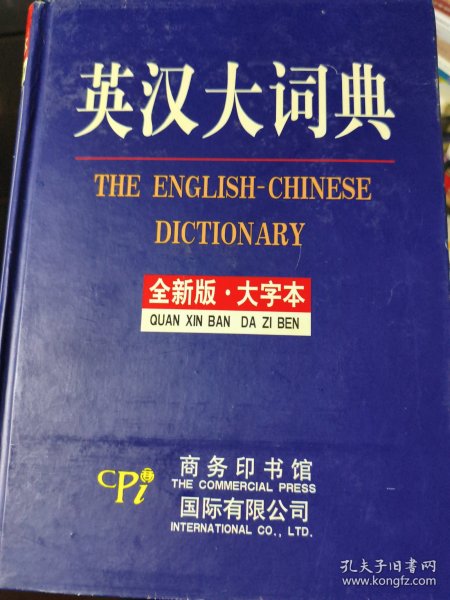 英汉大词典
THE ENGLISH-CHINESE
DICTIONARY
全新版·大字本
QUAN XIN BAN DA ZI BEN
CPi
商务印书馆
THE COMMERCIAL PRESS
国际有限公司
INTERNATIONAL CO., LTD.
孔夫子旧书网
www.kongfz.com